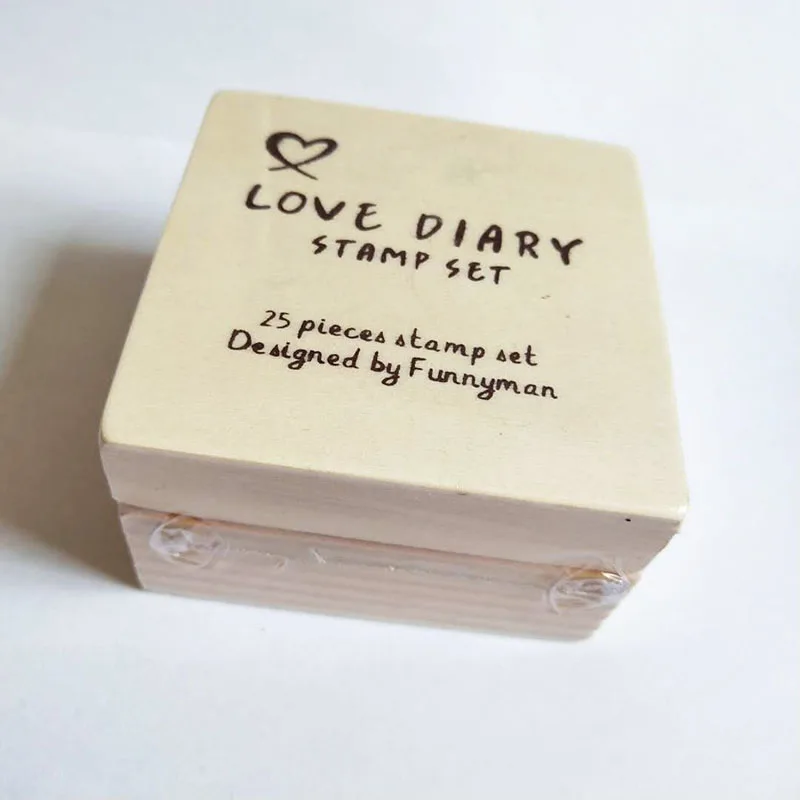 LOVE DIARY
STAMP SET
25 pieces stamp set
Designed by Funnyman